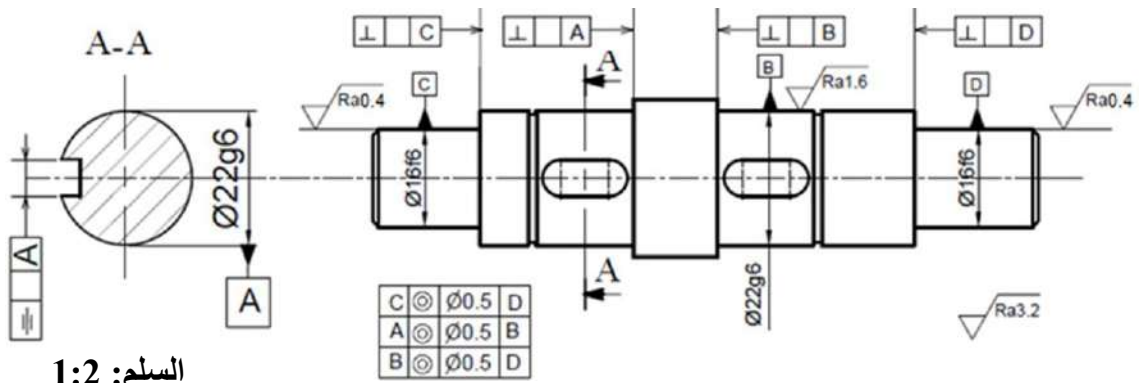 ⊥ C
⊥ A
⊥ B
⊥ D
A-A
A
C
B
D
Ra0.4
Ra1.6
Ra0.4
Ø22g6
Ø16f6
Ø16f6
A
A
A
Ø22g6
Ra3.2
C ◎ Ø0.5 D
A ◎ Ø0.5 B
B ◎ Ø0.5 D
السلم: 1:2